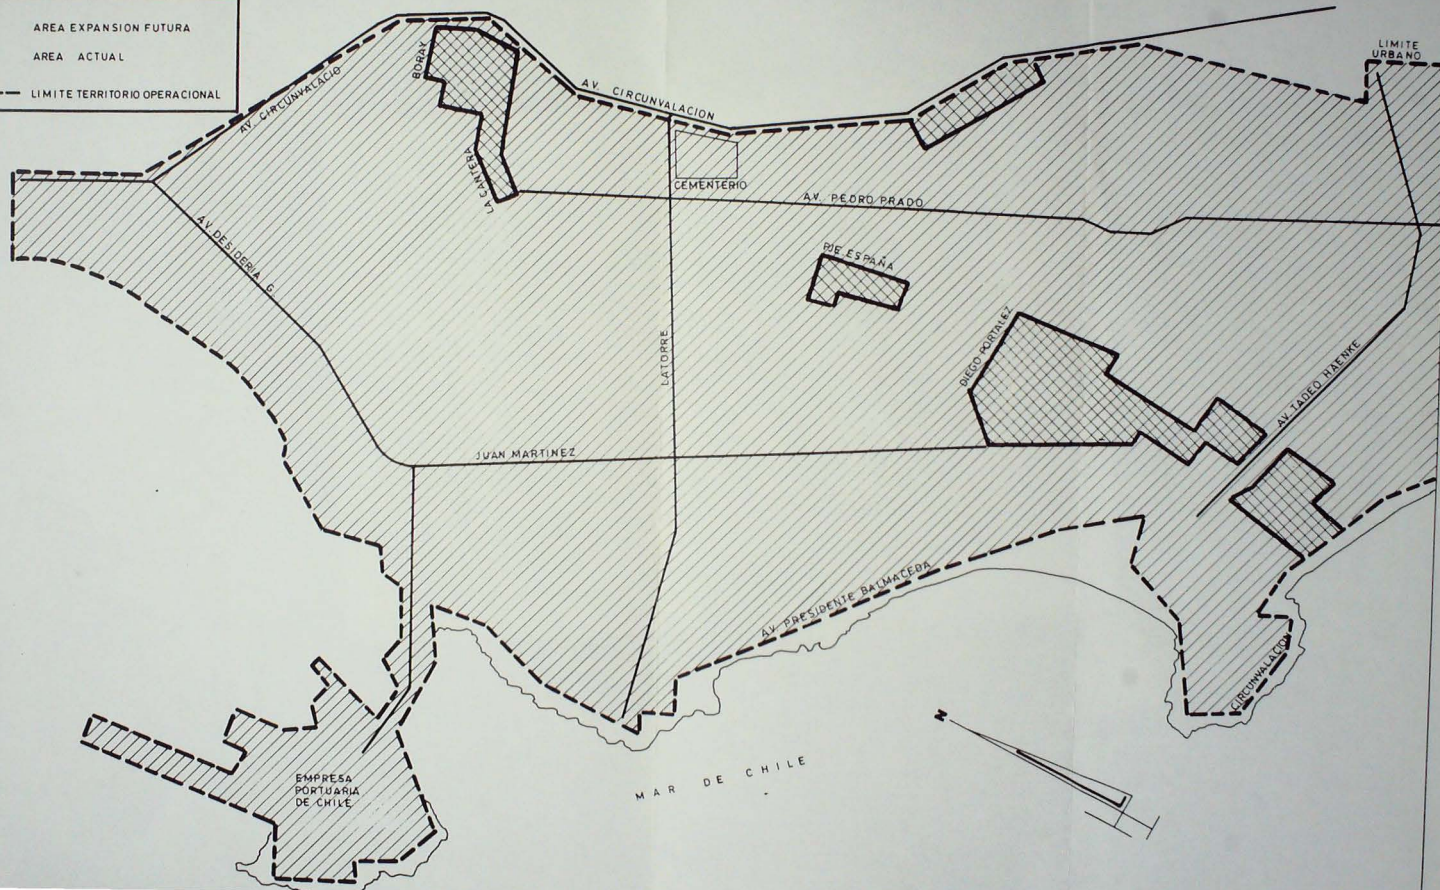 AREA EXPANSION FUTURA
AREA ACTUAL
LIMITE TERRITORIO OPERACIONAL
LIMITE
URBANO
BORAX
AV. CIRCUNVALACIO
AV. CIRCUNVALACION
LA CANTERA
CEMENTERIO
AV. PEDRO PRADO
AV. DESIDERIA G
PJE. ESPAÑA
LATORRE
DIEGO PORTALEZ
AV. TADEO HAENKE
JUAN MARTINEZ
AV. PRESIDENTE BALMACEDA
CIRCUNVALACION
N
EMPRESA
PORTUARIA
DE CHILE
MAR DE CHILE